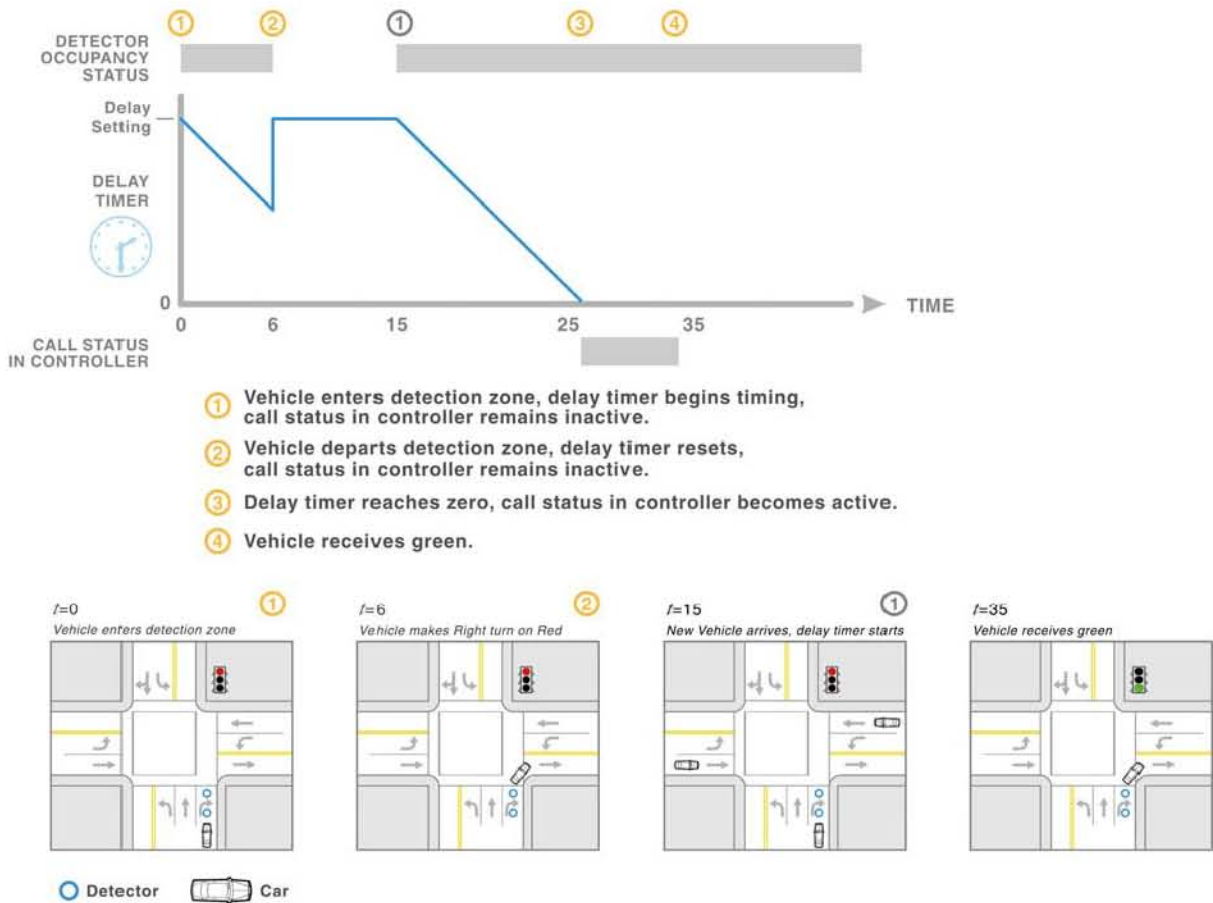 1 2 1 3 4
DETECTOR
OCCUPANCY
STATUS
Delay
Setting
DELAY
TIMER
0
TIME
0 6 15 25 35
CALL STATUS
IN CONTROLLER
1 Vehicle enters detection zone, delay timer begins timing,
call status in controller remains inactive.
2 Vehicle departs detection zone, delay timer resets,
call status in controller remains inactive.
3 Delay timer reaches zero, call status in controller becomes active.
4 Vehicle receives green.
t=0 1
Vehicle enters detection zone
t=6 2
Vehicle makes Right turn on Red
t=15 1
New Vehicle arrives, delay timer starts
t=35
Vehicle receives green
Detector Car